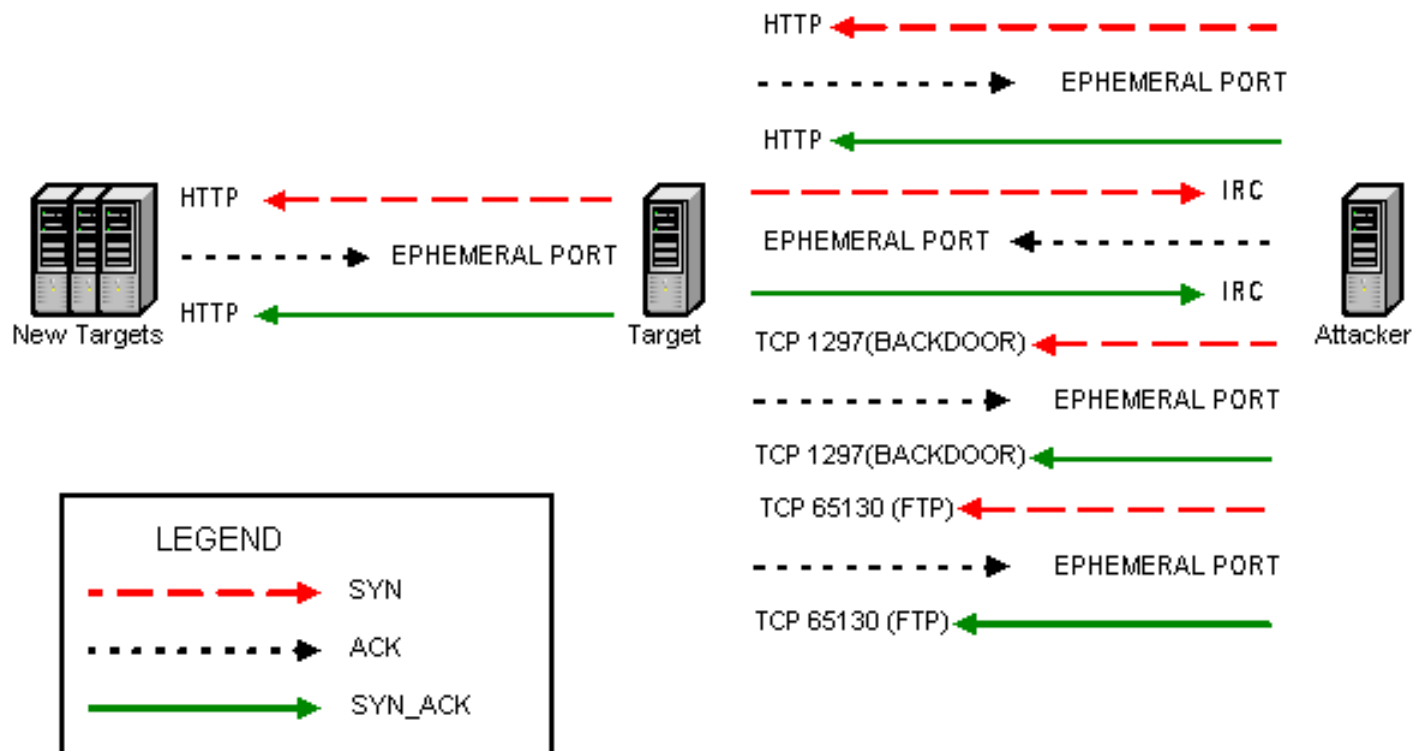 HTTP
EPHEMERAL PORT
HTTP
IRC
EPHEMERAL PORT
IRC
TCP 1297(BACKDOOR)
EPHEMERAL PORT
TCP 1297(BACKDOOR)
TCP 65130 (FTP)
EPHEMERAL PORT
TCP 65130 (FTP)
HTTP
EPHEMERAL PORT
HTTP
New Targets
Target
Attacker
LEGEND
SYN
ACK
SYN_ACK